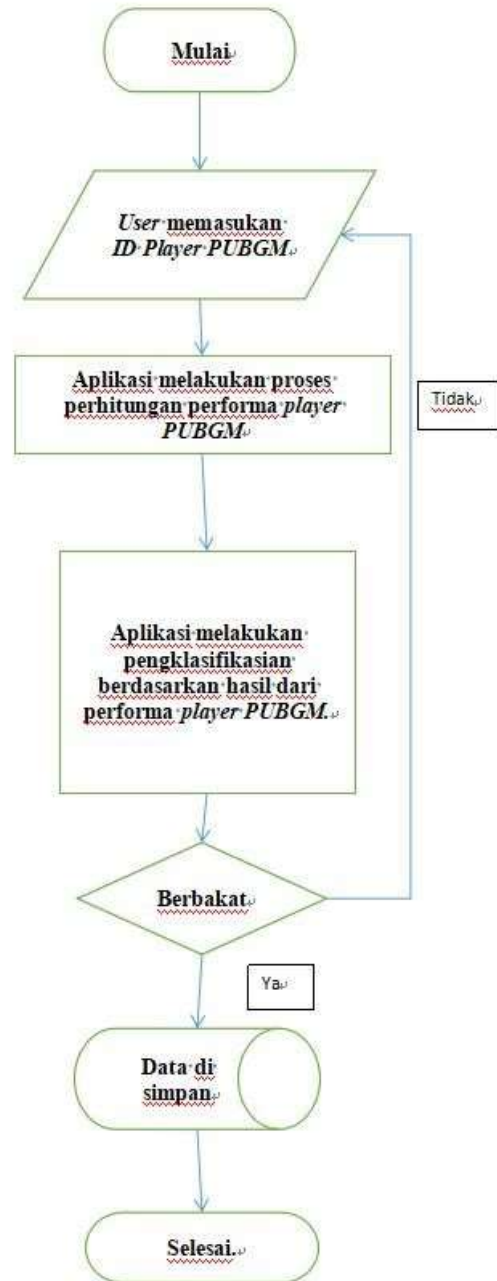 Mulai
User memasukan
ID Player PUBGM
Aplikasi melakukan proses
perhitungan performa player
PUBGM
Tidak
Aplikasi melakukan
pengklasifikasian
berdasarkan hasil dari
performa player PUBGM.
Berbakat
Ya
Data di
simpan
Selesai.